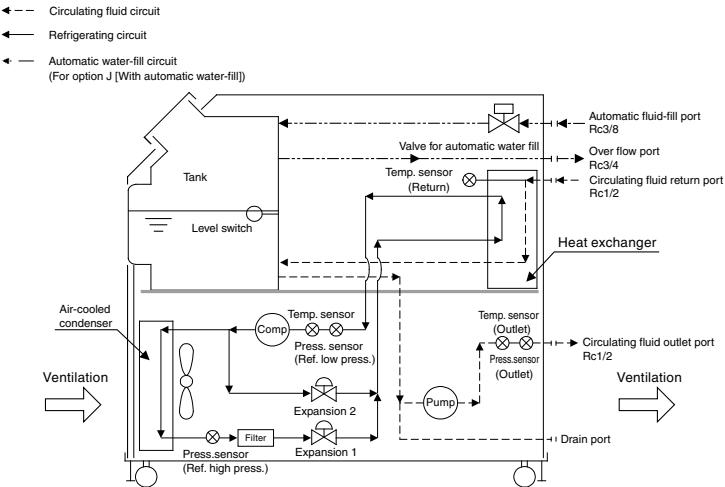 Circulating fluid circuit
Refrigerating circuit
Automatic water-fill circuit
(For option J [With automatic water-fill])
Automatic fluid-fill port
Rc3/8
Valve for automatic water fill
Over flow port
Rc3/4
Temp. sensor
(Return)
Circulating fluid return port
Rc1/2
Tank
Level switch
Heat exchanger
Air-cooled
condenser
Comp
Temp. sensor
Press. sensor
(Ref. low press.)
Temp. sensor
(Outlet)
Press.sensor
(Outlet)
Circulating fluid outlet port
Rc1/2
Ventilation
Ventilation
Expansion 2
Pump
Filter
Expansion 1
Press.sensor
(Ref. high press.)
Drain port